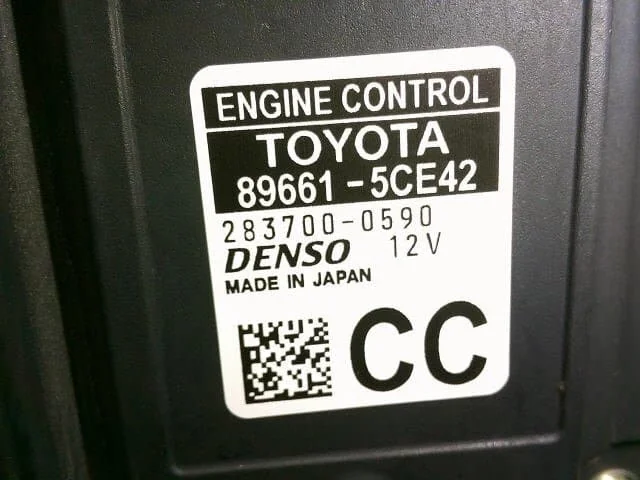 ENGINE CONTROL
TOYOTA
89661-5CE42
283700-0590
DENSO 12V
MADE IN JAPAN
CC